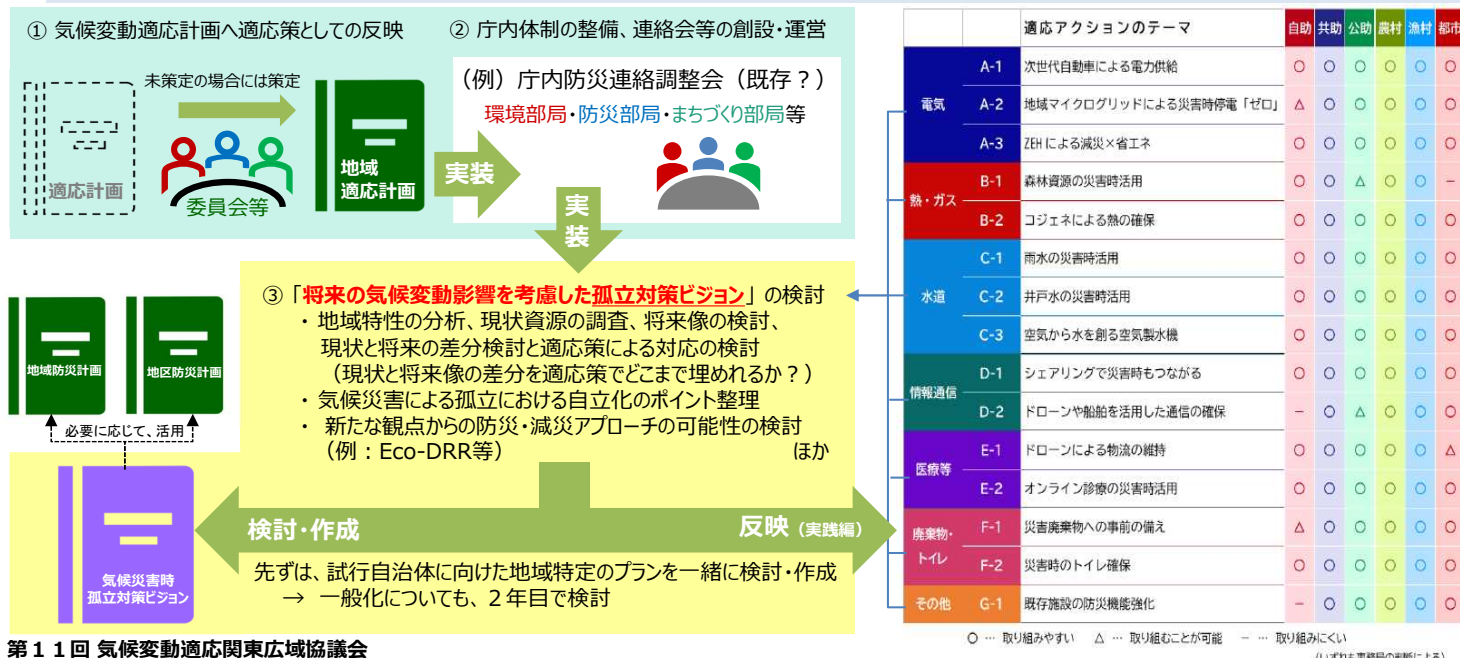 ① 気候変動適応計画へ適応策としての反映
未策定の場合には策定
適応計画
委員会等
地域
適応計画
実装
② 庁内体制の整備、連絡会等の創設・運営
（例）庁内防災連絡調整会（既存？）
環境部局・防災部局・まちづくり部局等
実
装
③「将来の気候変動影響を考慮した孤立対策ビジョン」の検討
・ 地域特性の分析、現状資源の調査、将来像の検討、
現状と将来の差分検討と適応策による対応の検討
（現状と将来像の差分を適応策でどこまで埋めれるか？）
・ 気候災害による孤立における自立化のポイント整理
・ 新たな観点からの防災・減災アプローチの可能性の検討
（例：Eco-DRR等） ほか
地域防災計画
地区防災計画
必要に応じて、活用
気候災害時
孤立対策ビジョン
検討・作成
反映（実践編）
先ずは、試行自治体に向けた地域特定のプランを一緒に検討・作成
→ 一般化についても、２年目で検討
第１１回 気候変動適応関東広域協議会
適応アクションのテーマ 自助 共助 公助 農村 漁村 都市
電気
A-1 次世代自動車による電力供給 ○ ○ ○ ○ ○ ○
A-2 地域マイクログリッドによる災害時停電「ゼロ」 △ ○ ○ ○ ○ ○
A-3 ZEHによる減災×省エネ ○ ○ ○ ○ ○ ○
熱・ガス
B-1 森林資源の災害時活用 ○ ○ △ ○ ○ −
B-2 コジェネによる熱の確保 ○ ○ ○ ○ ○ ○
水道
C-1 雨水の災害時活用 ○ ○ ○ ○ ○ ○
C-2 井戸水の災害時活用 ○ ○ ○ ○ ○ ○
C-3 空気から水を創る空気製水機 ○ ○ ○ ○ ○ ○
情報通信
D-1 シェアリングで災害時もつながる ○ ○ ○ ○ ○ ○
D-2 ドローンや船舶を活用した通信の確保 − ○ △ ○ ○ ○
医療等
E-1 ドローンによる物流の維持 ○ ○ ○ ○ ○ △
E-2 オンライン診療の災害時活用 ○ ○ ○ ○ ○ ○
廃棄物・
トイレ
F-1 災害廃棄物への事前の備え △ ○ ○ ○ ○ ○
F-2 災害時のトイレ確保 ○ ○ ○ ○ ○ ○
その他
G-1 既存施設の防災機能強化 − ○ ○ ○ ○ ○
○ … 取り組みやすい △ … 取り組むことが可能 − … 取り組みにくい
（いずれも事務局の判断による）